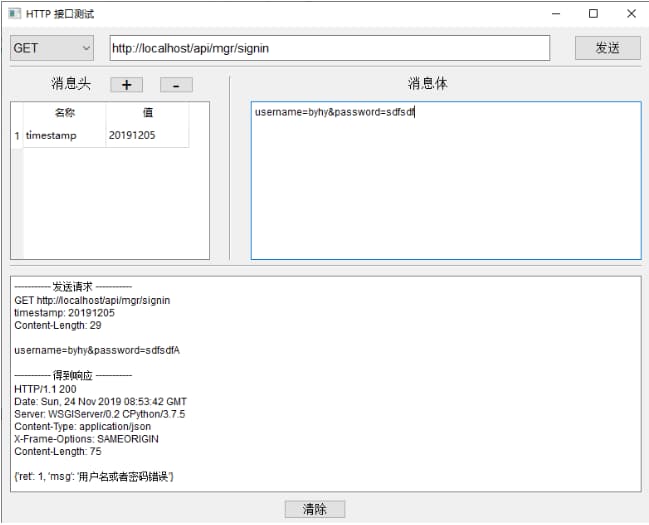 HTTP 接口测试
GET
http://localhost/api/mgr/signin
发送
消息头
+
-
消息体
名称 值
1 timestamp 20191205
username=byhy&password=sdfsdf
----------- 发送请求 -----------
GET http://localhost/api/mgr/signin
timestamp: 20191205
Content-Length: 29
username=byhy&password=sdfsdfA
----------- 得到响应 -----------
HTTP/1.1 200
Date: Sun, 24 Nov 2019 08:53:42 GMT
Server: WSGIServer/0.2 CPython/3.7.5
Content-Type: application/json
X-Frame-Options: SAMEORIGIN
Content-Length: 75
{'ret': 1, 'msg': '用户名或者密码错误'}
清除